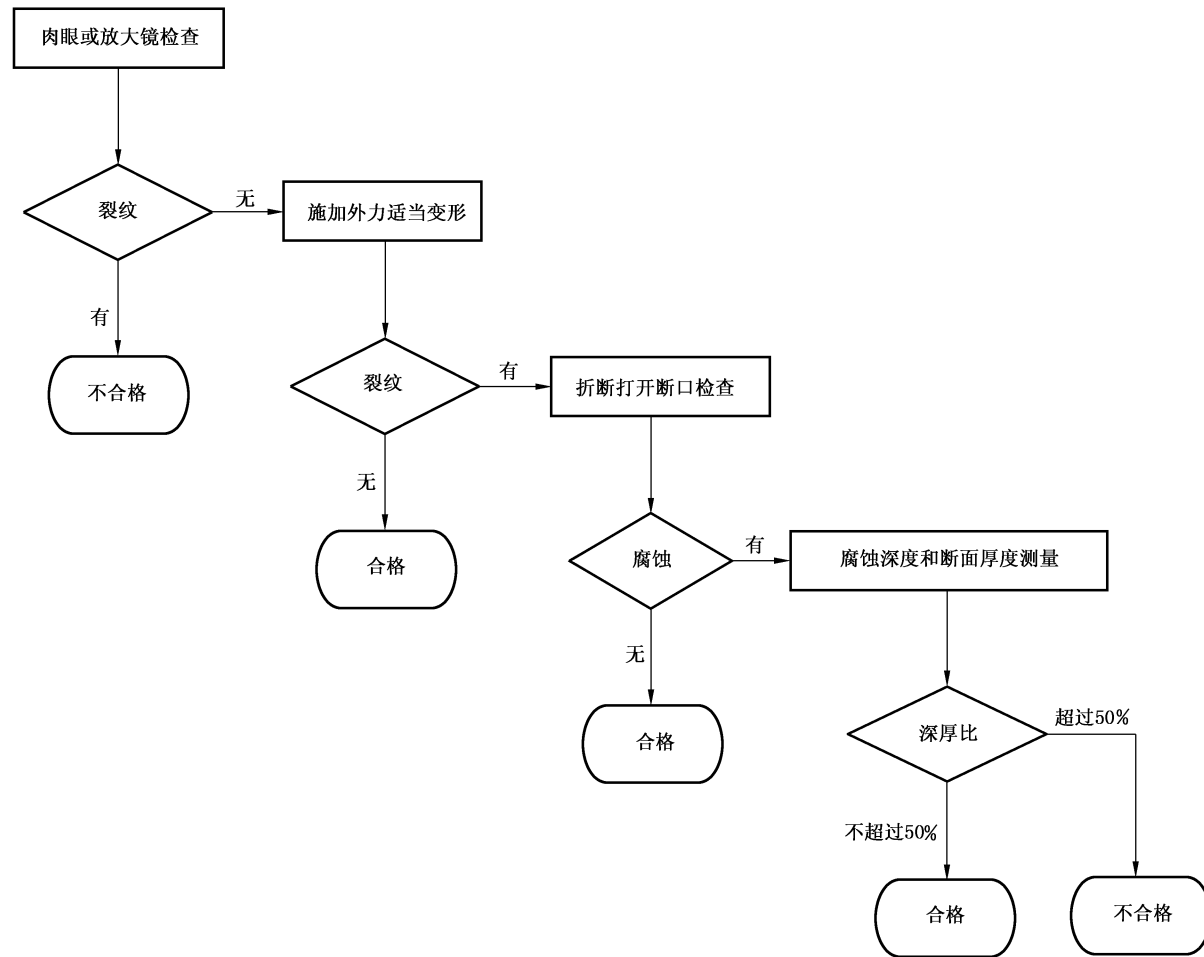 肉眼或放大镜检查
裂纹
无
施加外力适当变形
有
不合格
裂纹
有
折断打开断口检查
无
合格
腐蚀
有
腐蚀深度和断面厚度测量
无
合格
深厚比
超过50%
不超过50%
合格
不合格